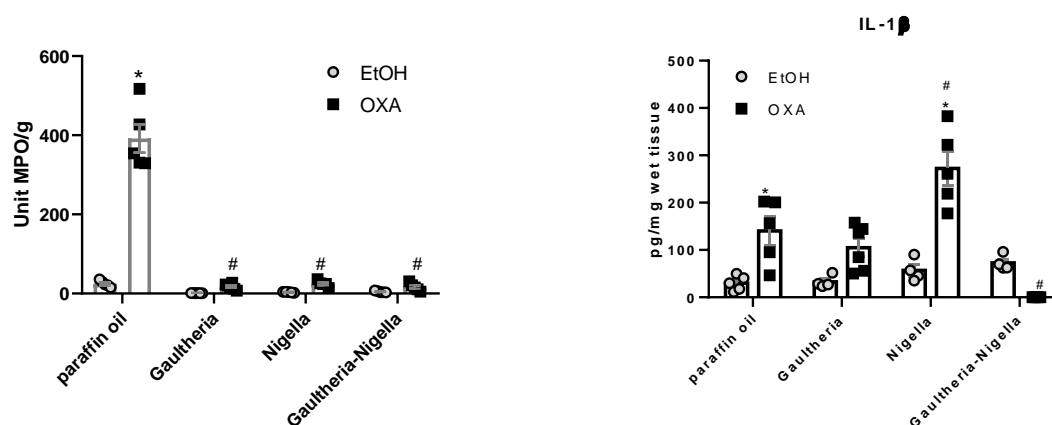 Unit MPO/g
600
400
200
0
*
#
#
#
EtOH
OXA
paraffin oil
Gaultheria
Nigella
Gaultheria-Nigella
IL-1β
pg/mg wet tissue
500
400
300
200
100
0
EtOH
OXA
*
#
*
#
paraffin oil
Gaultheria
Nigella
Gaultheria-Nigella